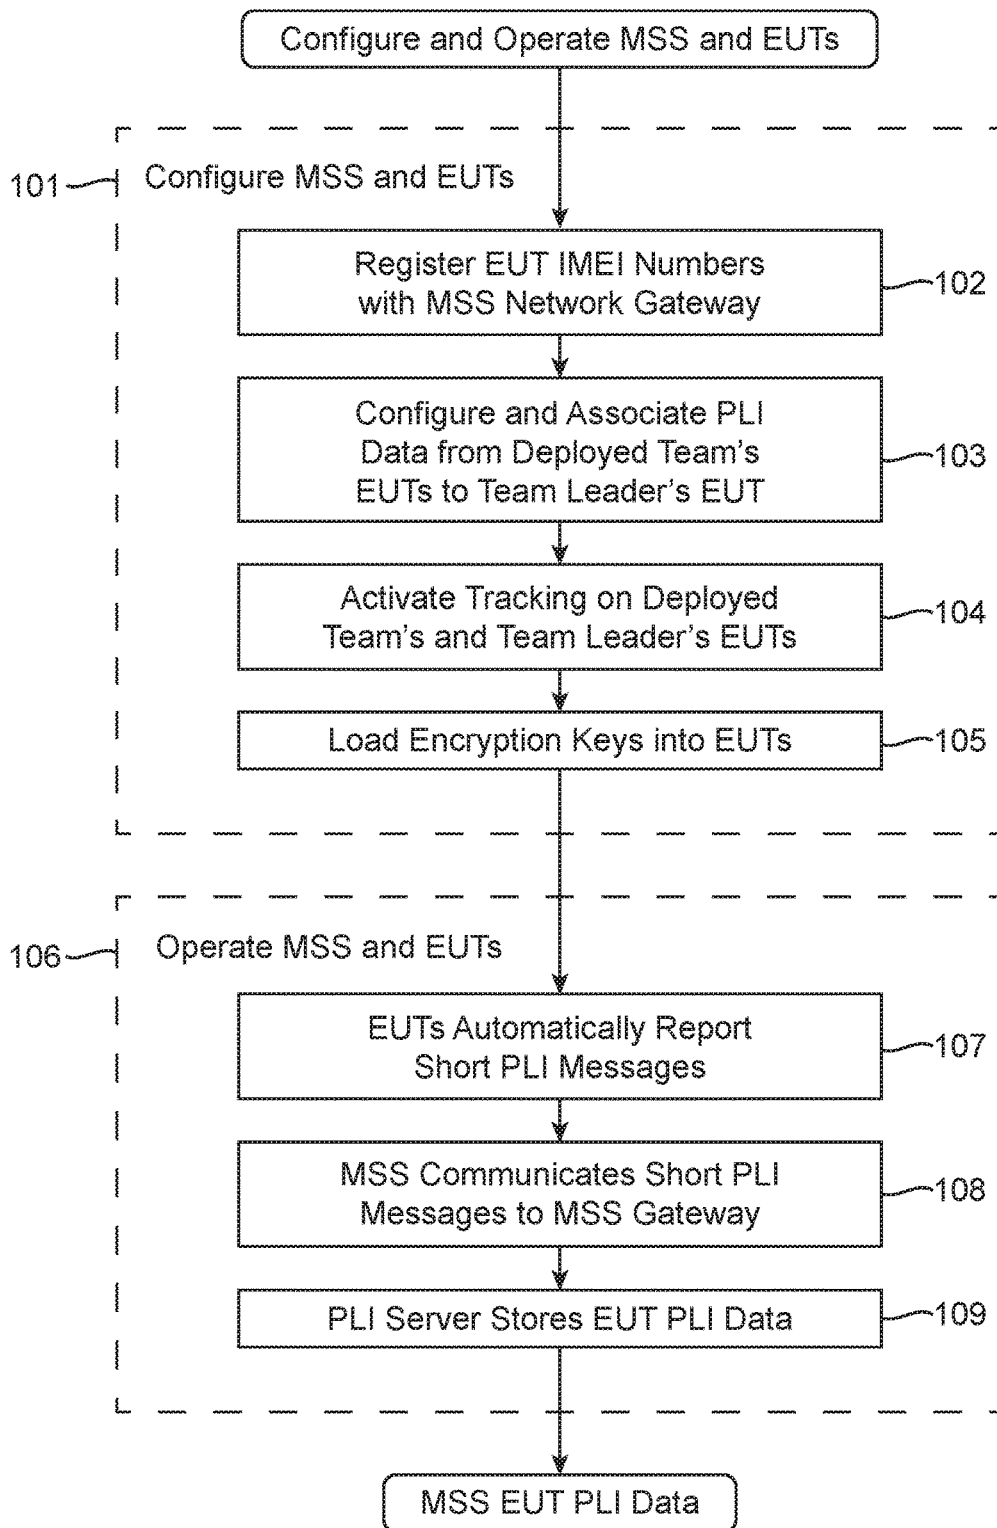 Configure and Operate MSS and EUTs
101
Configure MSS and EUTs
Register EUT IMEI Numbers
with MSS Network Gateway
102
Configure and Associate PLI
Data from Deployed Team's
EUTs to Team Leader's EUT
103
Activate Tracking on Deployed
Team's and Team Leader's EUTs
104
Load Encryption Keys into EUTs
105
106
Operate MSS and EUTs
EUTs Automatically Report
Short PLI Messages
107
MSS Communicates Short PLI
Messages to MSS Gateway
108
PLI Server Stores EUT PLI Data
109
MSS EUT PLI Data